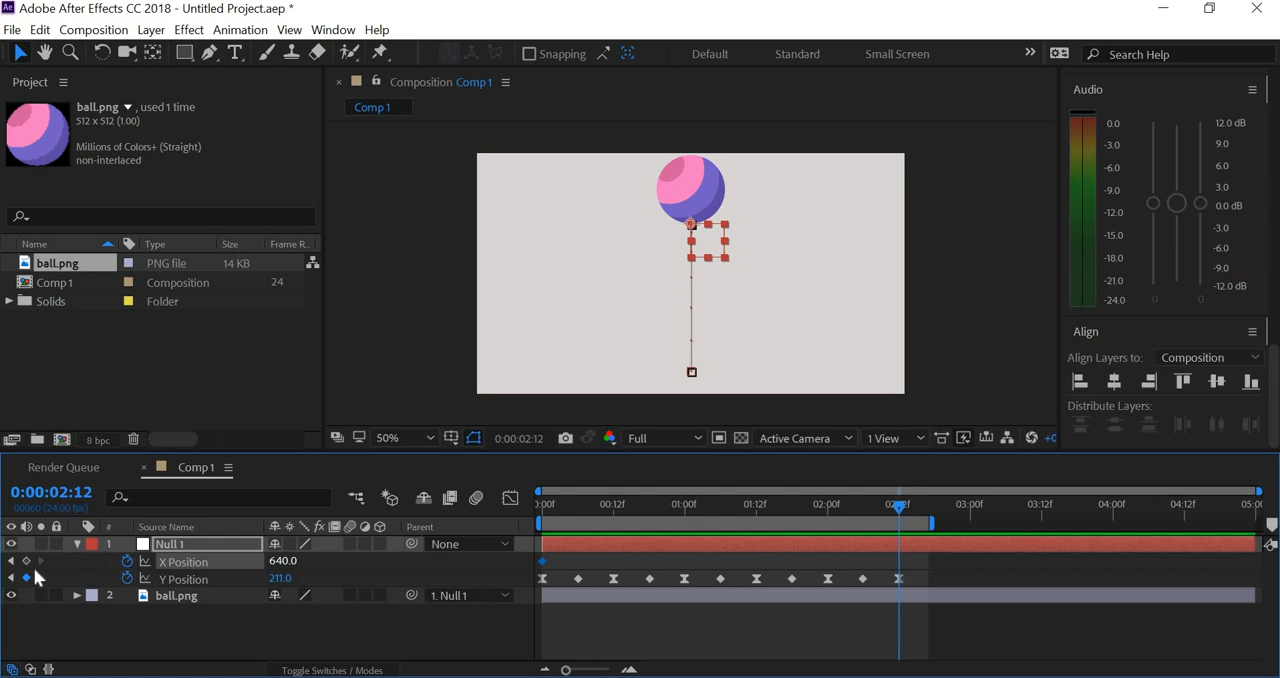 Adobe After Effects CC 2018 - Untitled Project.aep *
File Edit Composition Layer Effect Animation View Window Help
Snapping
Default Standard Small Screen
Search Help
Project
ball.png ▼ , used 1 time
512 x 512 (1.00)
Millions of Colors+ (Straight)
non-interlaced
Name Type Size Frame R...
ball.png PNG file 14 KB
Comp 1 Composition 24
Solids Folder
8 bpc
Composition Comp 1
Comp 1
50% 0:00:02:12 Full Active Camera 1 View +0
Audio
0.0 12.0 dB
-3.0 9.0
-6.0 6.0
-9.0 3.0
-12.0 0.0 dB
-15.0 -3.0
-18.0 -6.0
-21.0 -9.0
-24.0 0 0 -12.0 dB
Align
Align Layers to: Composition
Distribute Layers:
Render Queue Comp 1
0:00:02:12
00060 (24.00 fps)
:00f 00:12f 01:00f 01:12f 02:00f 02:12f 03:00f 03:12f 04:00f 04:12f 05:0
# Source Name Parent
1 Null 1 None
X Position 640.0
Y Position 211.0
2 ball.png 1. Null 1
Toggle Switches / Modes